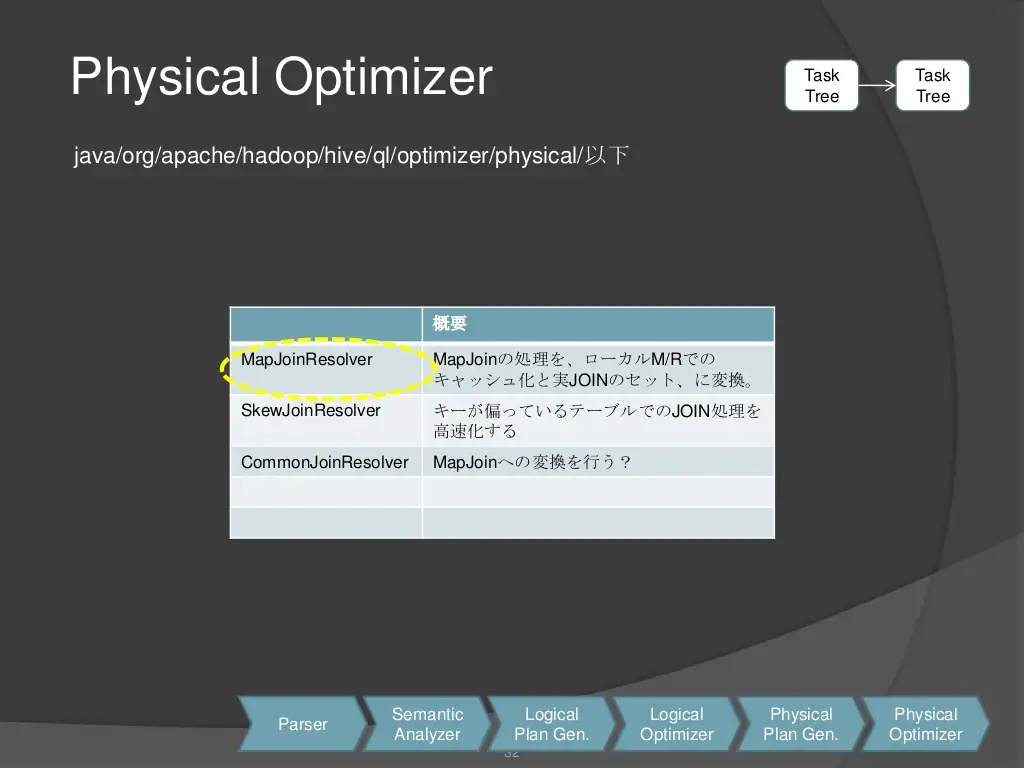 Physical Optimizer
Task
Tree
Task
Tree
java/org/apache/hadoop/hive/ql/optimizer/physical/以下
概要
MapJoinResolver
MapJoinの処理を、ローカルM/Rでの
キャッシュ化と実JOINのセット、に変換。
SkewJoinResolver
キーが偏っているテーブルでのJOIN処理を
高速化する
CommonJoinResolver
MapJoinへの変換を行う？
Parser
Semantic
Analyzer
Logical
Plan Gen.
Logical
Optimizer
Physical
Plan Gen.
Physical
Optimizer
32